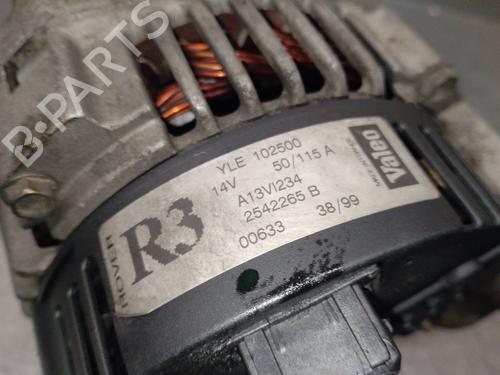 B-PARTS
YLE 102500
14V 50/115 A
A13VI234
2542265 B
00633 38/99
R3
ROVER
Valeo